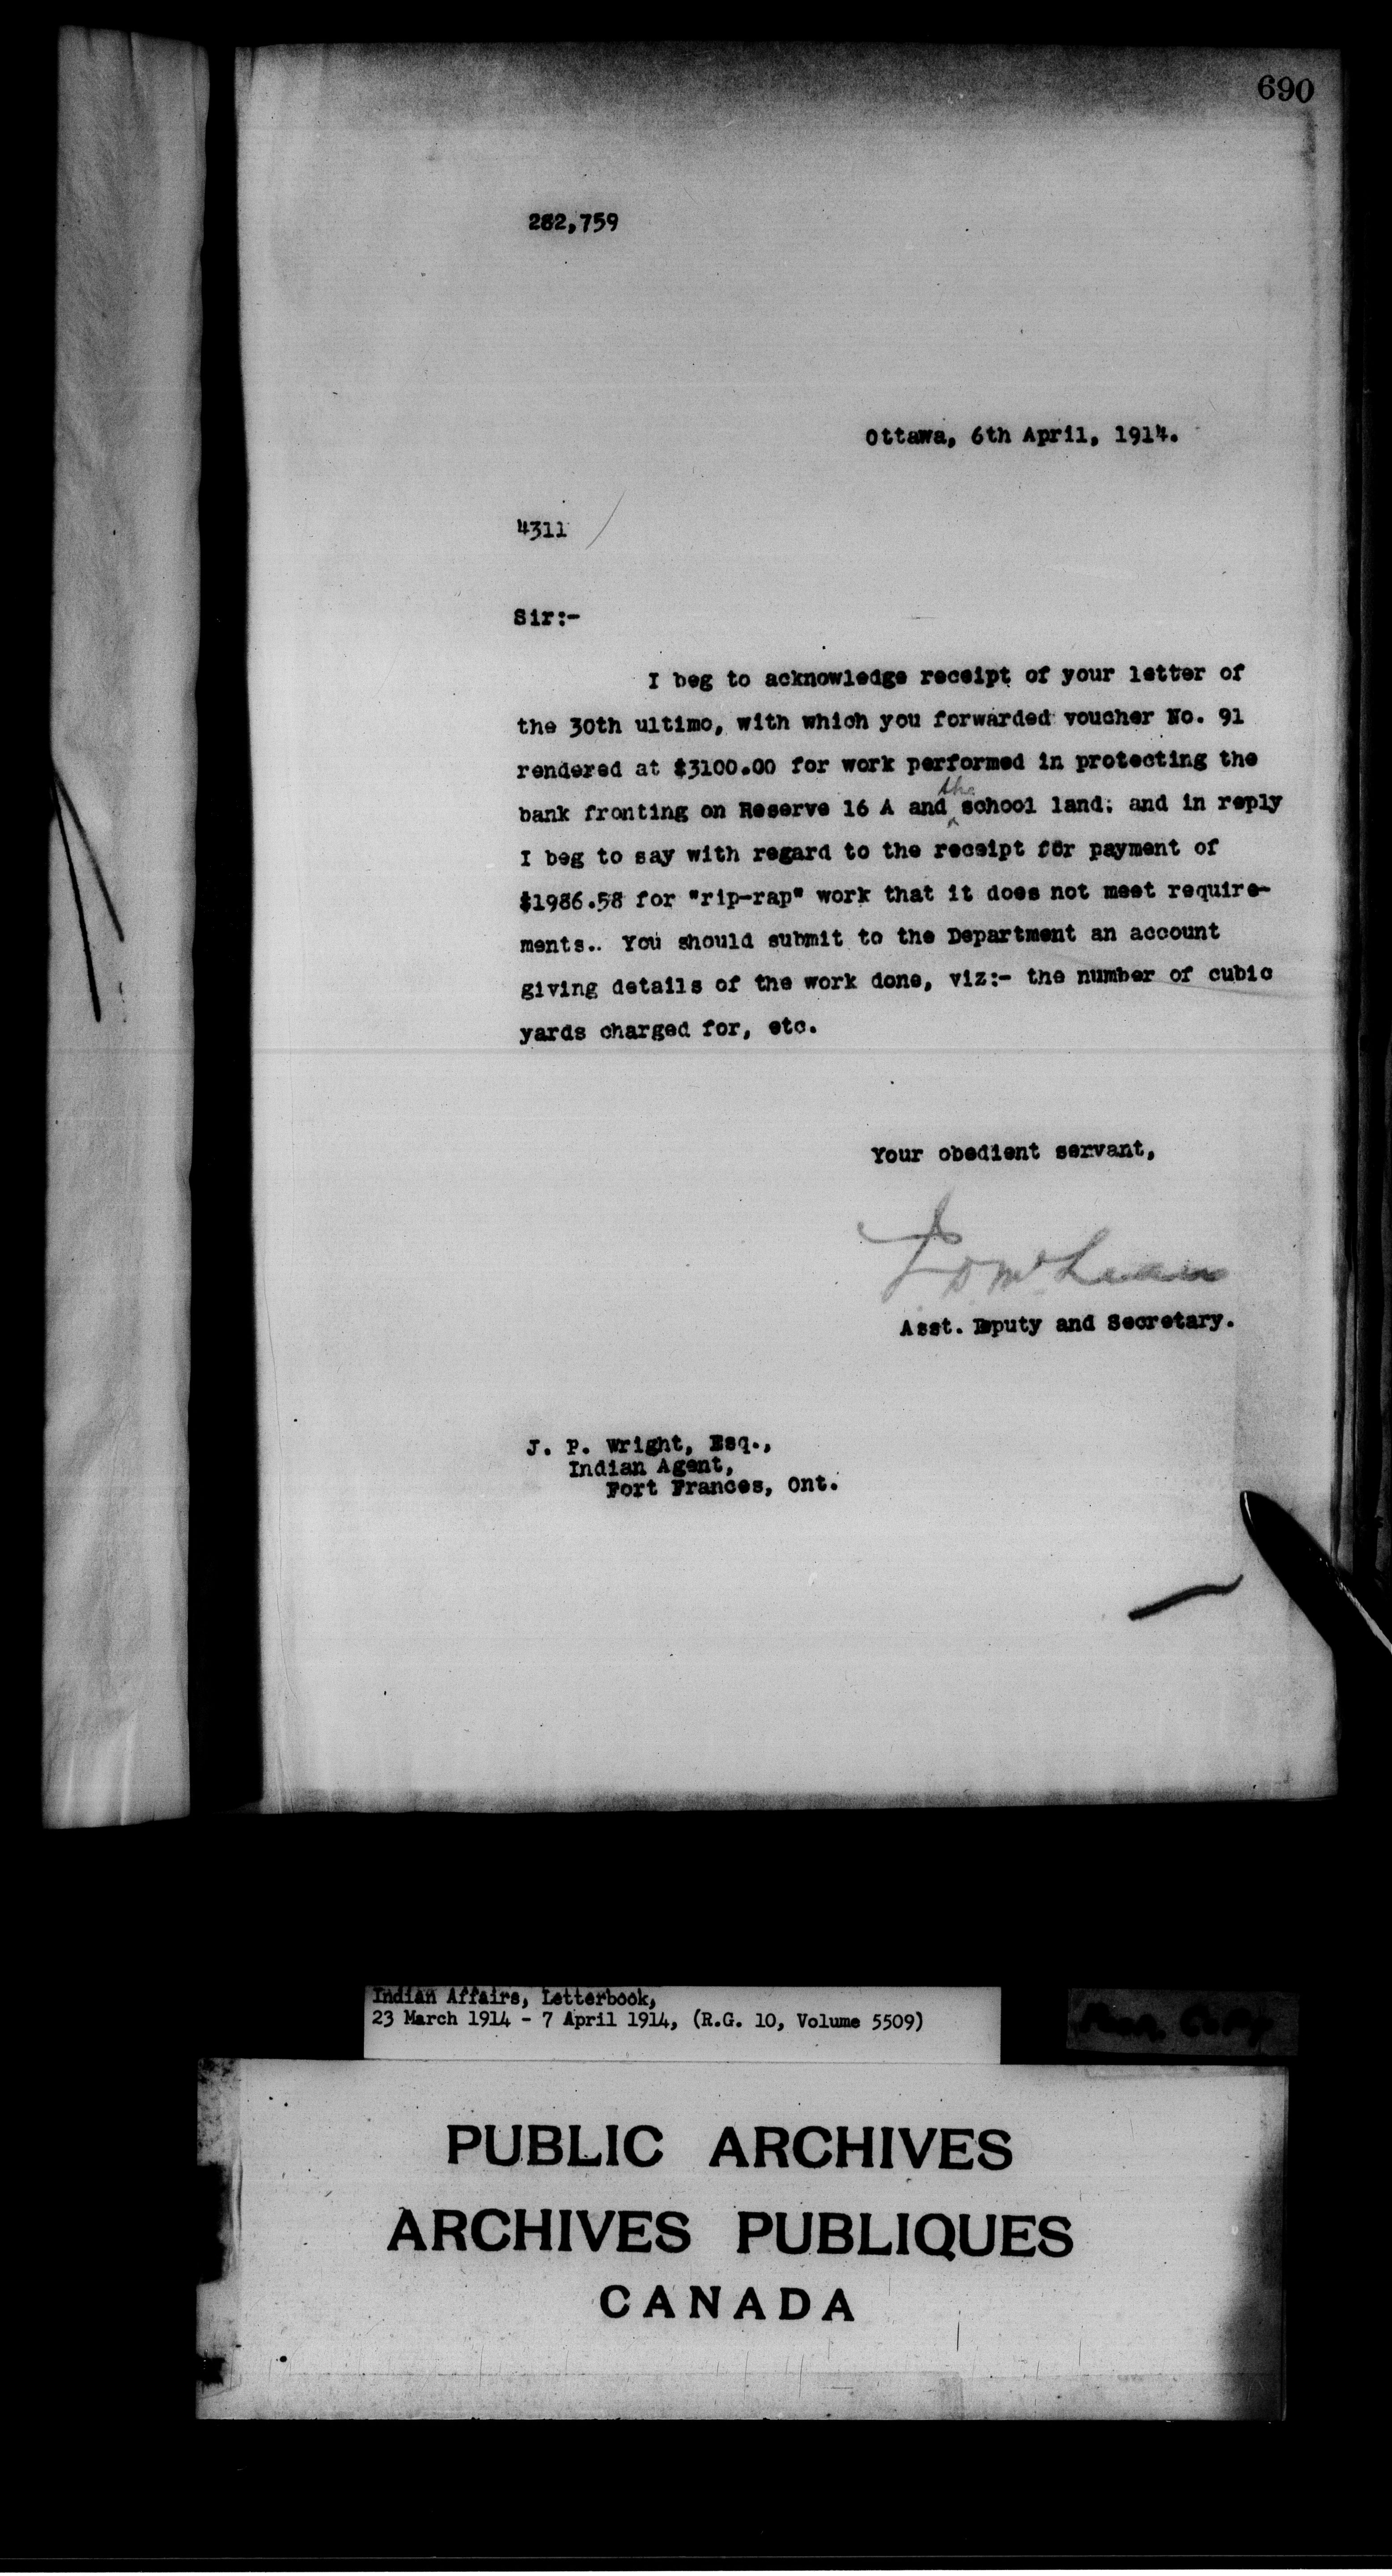 690
282,759
Ottawa, 6th April, 1914.
4311
Sir:-
I beg to acknowledge receipt of your letter of
the 30th ultimo, with which you forwarded voucher No. 91
rendered at $3100.00 for work performed in protecting the
bank fronting on Reserve 16 A and the school land; and in reply
I beg to say with regard to the receipt for payment of
$1986.58 for "rip-rap" work that it does not meet require-
ments.. You should submit to the Department an account
giving details of the work done, viz:- the number of cubic
yards charged for, etc.
Your obedient servant,
J D McLean
Asst. Deputy and Secretary.
J. P. Wright, Esq.,
Indian Agent,
Fort Frances, Ont.
Indian Affairs, Letterbook,
23 March 1914 - 7 April 1914, (R.G. 10, Volume 5509)
PUBLIC ARCHIVES
ARCHIVES PUBLIQUES
CANADA